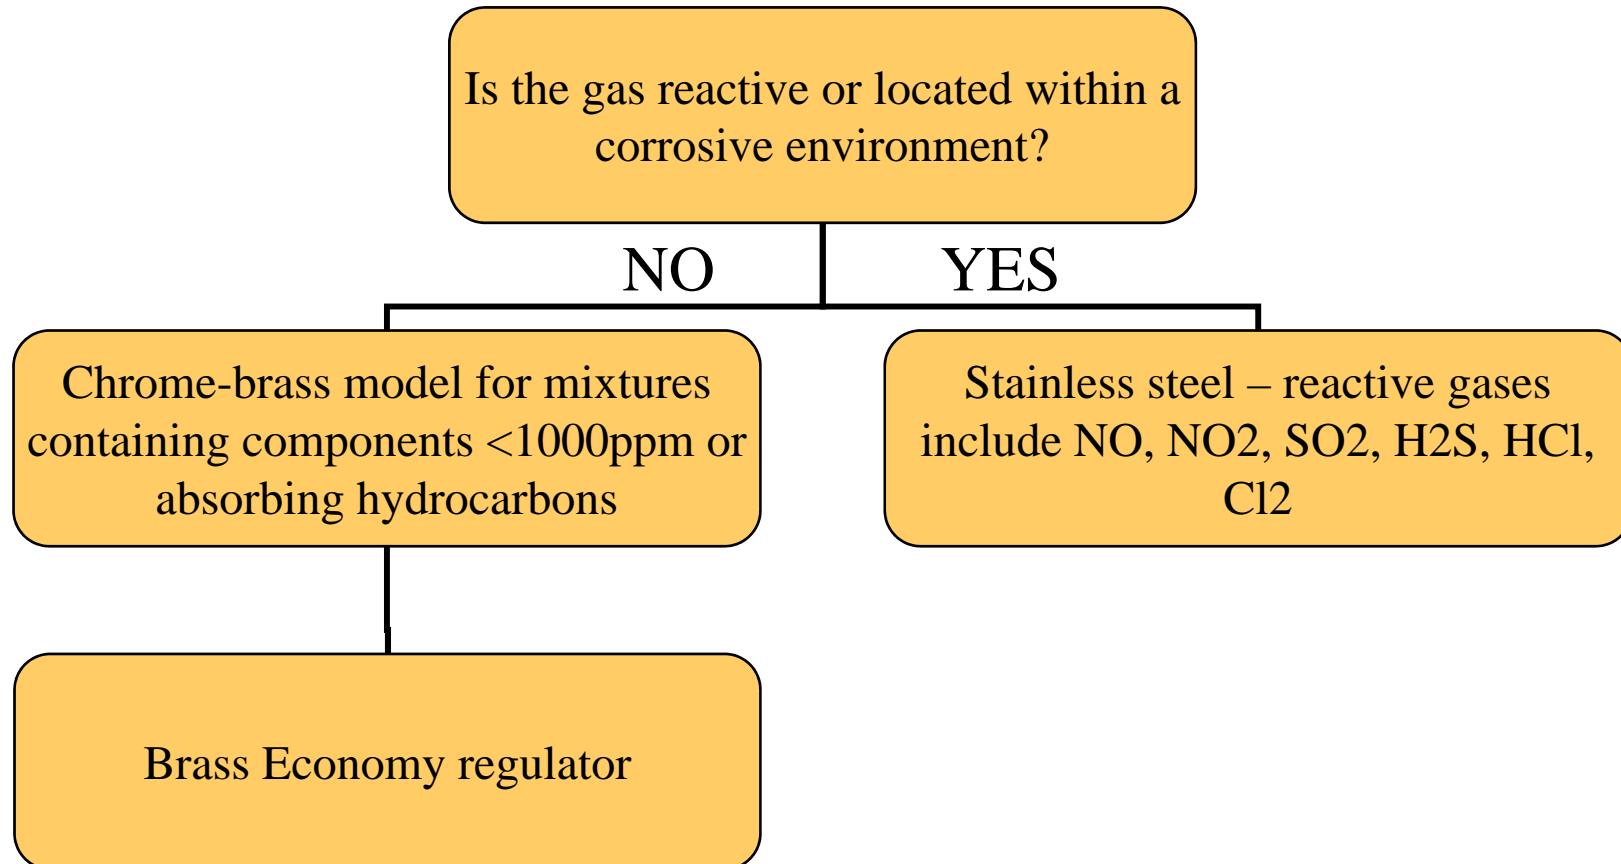 Is the gas reactive or located within a
corrosive environment?
NO
YES
Chrome-brass model for mixtures
containing components <1000ppm or
absorbing hydrocarbons
Stainless steel – reactive gases
include NO, NO2, SO2, H2S, HCl,
Cl2
Brass Economy regulator